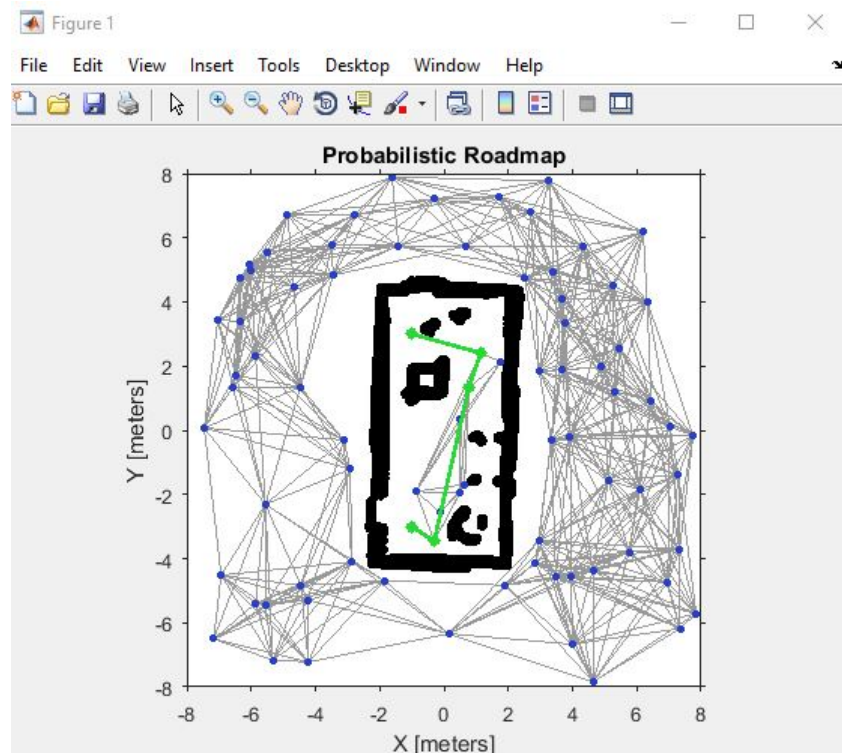 Figure 1
File Edit View Insert Tools Desktop Window Help
Probabilistic Roadmap
8
6
4
2
0
-2
-4
-6
-8
Y [meters]
-8 -6 -4 -2 0 2 4 6 8
X [meters]